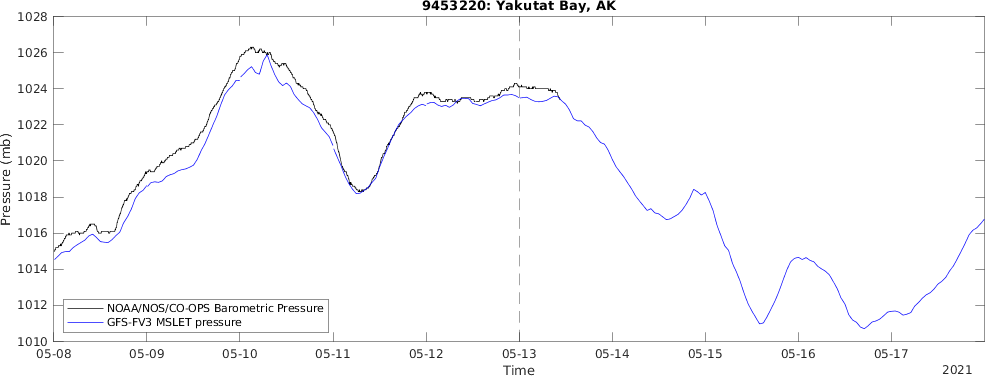 9453220: Yakutat Bay, AK
1028
1026
1024
1022
1020
1018
1016
1014
1012
1010
Pressure (mb)
NOAA/NOS/CO-OPS Barometric Pressure
GFS-FV3 MSLET pressure
05-08 05-09 05-10 05-11 05-12 05-13 05-14 05-15 05-16 05-17
Time
2021